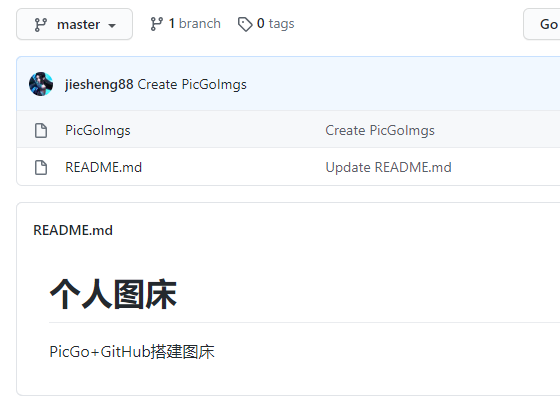 master 1 branch 0 tags Go
jiesheng88 Create PicGoImgs
PicGoImgs Create PicGoImgs
README.md Update README.md
README.md
个人图床
PicGo+GitHub搭建图床